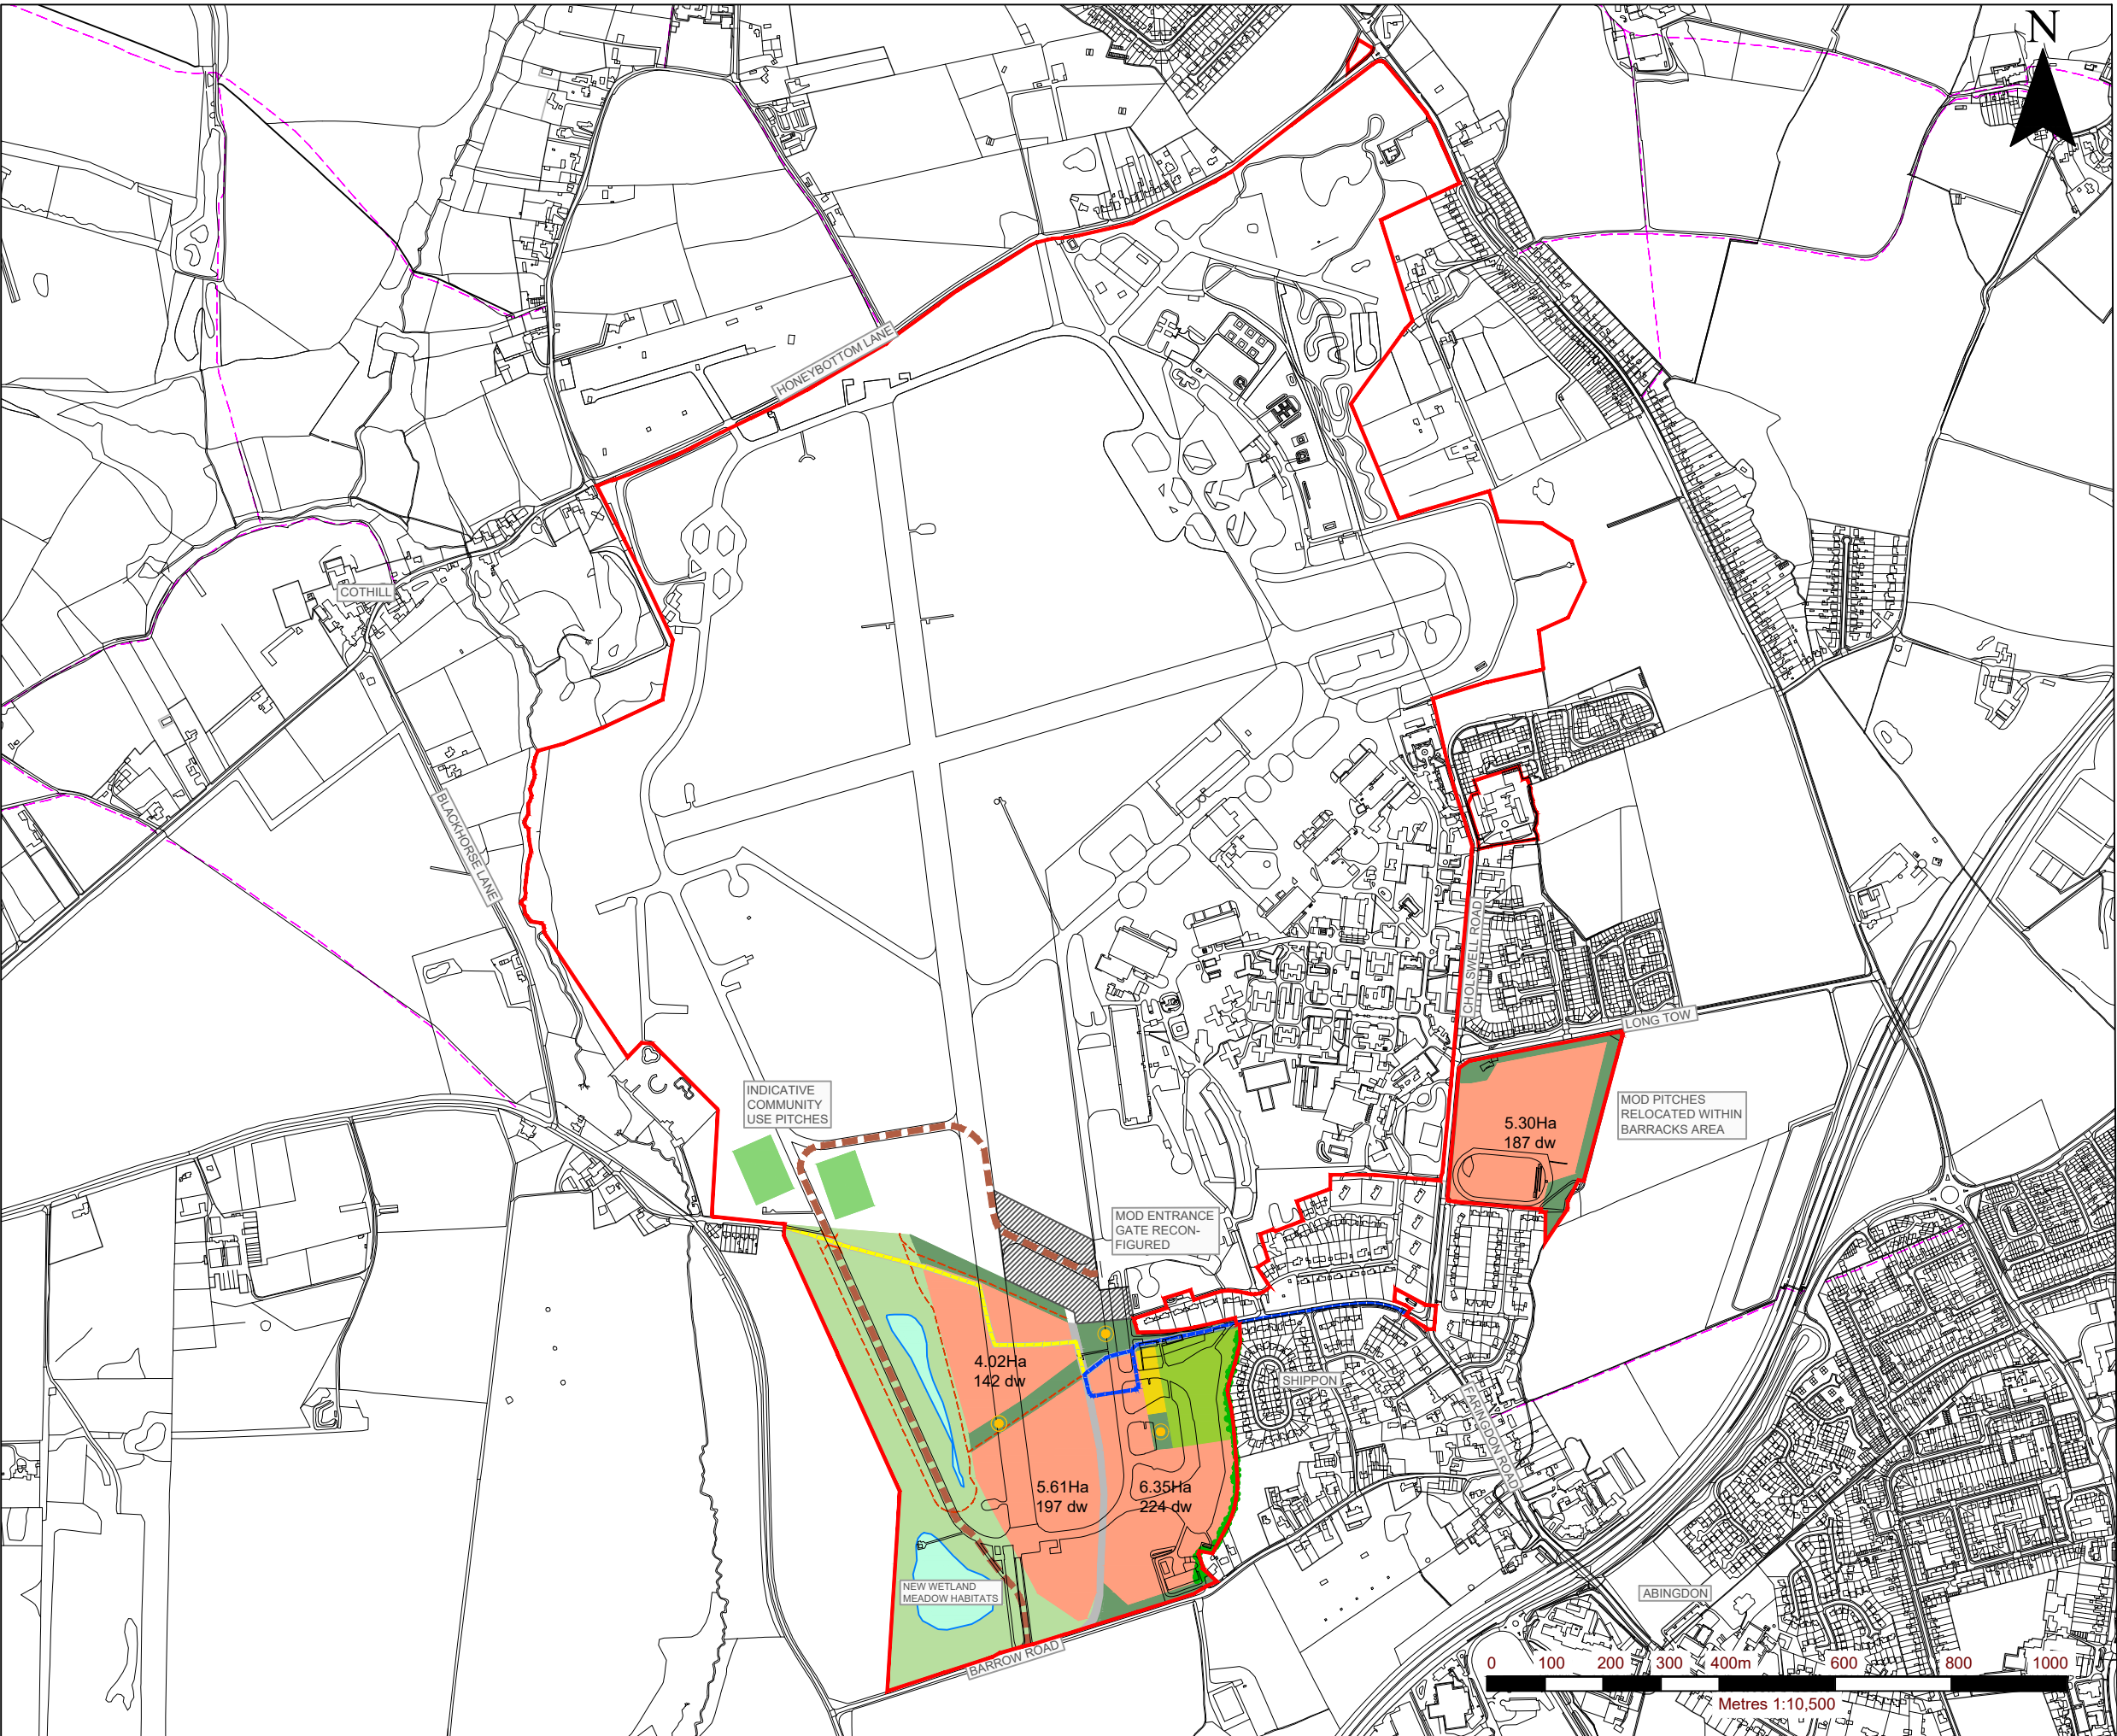 N
HONEYBOTTOM LANE
COTHILL
BLACKHORSE LANE
CHOLSWELL ROAD
LONG TOW
INDICATIVE
COMMUNITY
USE PITCHES
5.30Ha
187 dw
MOD PITCHES
RELOCATED WITHIN
BARRACKS AREA
MOD ENTRANCE
GATE RECON-
FIGURED
4.02Ha
142 dw
SHIPPON
FARINGDON ROAD
5.61Ha
197 dw
6.35Ha
224 dw
NEW WETLAND
MEADOW HABITATS
ABINGDON
BARROW ROAD
0 100 200 300 400m 600 800 1000
Metres 1:10,500